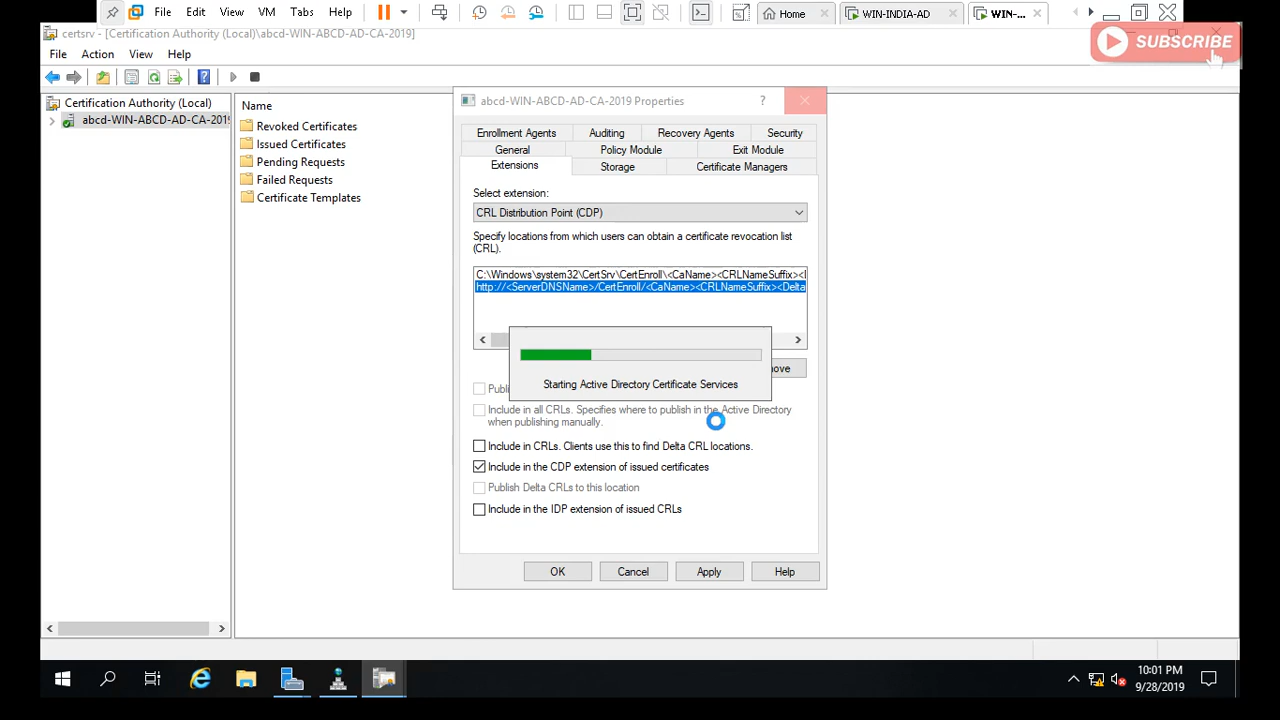 File Edit View VM Tabs Help Home WIN-INDIA-AD WIN-...
certsrv - [Certification Authority (Local)\abcd-WIN-ABCD-AD-CA-2019]
SUBSCRIBE
File Action View Help
Certification Authority (Local)
abcd-WIN-ABCD-AD-CA-2019
Name
Revoked Certificates
Issued Certificates
Pending Requests
Failed Requests
Certificate Templates
abcd-WIN-ABCD-AD-CA-2019 Properties
Enrollment Agents Auditing Recovery Agents Security
General Policy Module Exit Module
Extensions Storage Certificate Managers
Select extension:
CRL Distribution Point (CDP)
Specify locations from which users can obtain a certificate revocation list
(CRL).
C:\Windows\system32\CertSrv\CertEnroll\<CaName><CRLNameSuffix><
http://<ServerDNSName>/CertEnroll/<CaName><CRLNameSuffix><Delta
Starting Active Directory Certificate Services
Include in all CRLs. Specifies where to publish in the Active Directory
when publishing manually.
Include in CRLs. Clients use this to find Delta CRL locations.
Include in the CDP extension of issued certificates
Publish Delta CRLs to this location
Include in the IDP extension of issued CRLs
OK Cancel Apply Help
10:01 PM
9/28/2019